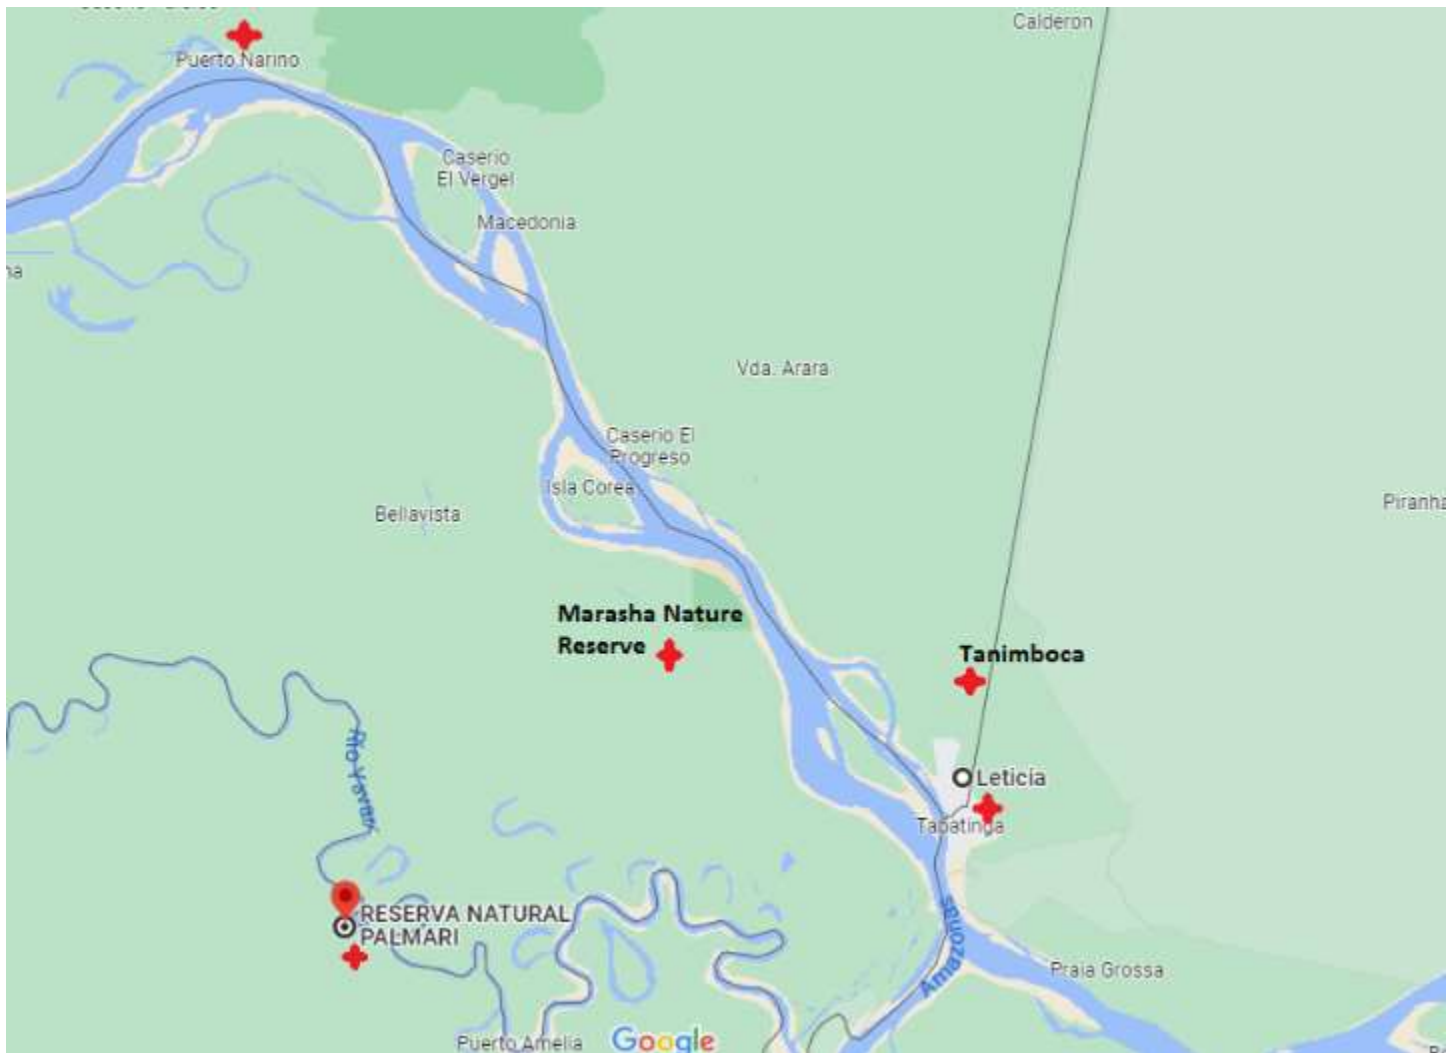 Calderon
Puerto Narino
Caserio
El Vergel
Macedonia
Vda. Arara
Caserio El
Progreso
Isla Corea
Bellavista
Piranha
Marasha Nature
Reserve
Tanimboca
Rio Yavari
Leticia
Tabatinga
RESERVA NATURAL
PALMARI
Amazonas
Praia Grossa
Puerto Amelia
Google